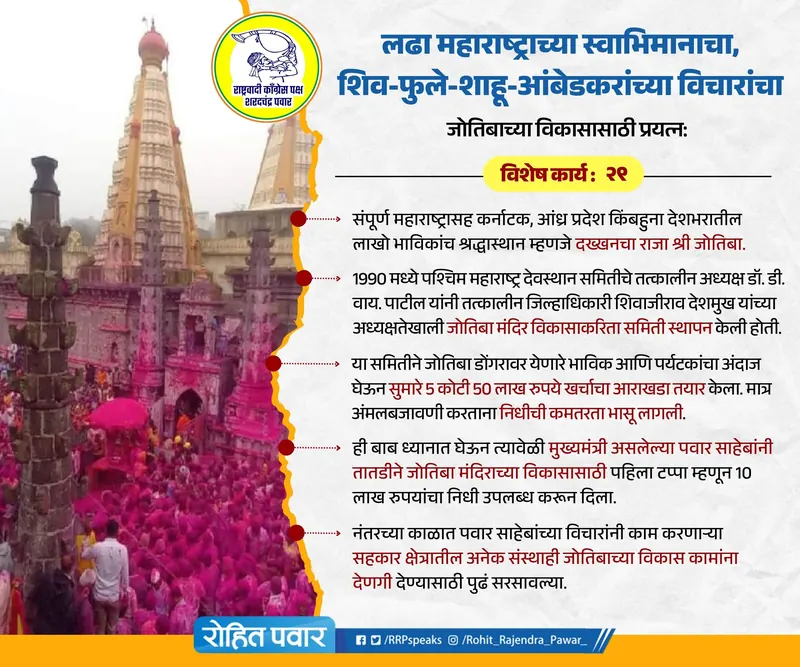 राष्ट्रवादी काँग्रेस पक्ष
शरदचंद्र पवार
लढा महाराष्ट्राच्या स्वाभिमानाचा,
शिव-फुले-शाहू-आंबेडकरांच्या विचारांचा
जोतिबाच्या विकासासाठी प्रयत्न:
विशेष कार्य : २९
संपूर्ण महाराष्ट्रासह कर्नाटक, आंध्र प्रदेश किंबहुना देशभरातील
लाखो भाविकांच श्रद्धास्थान म्हणजे दख्खनचा राजा श्री जोतिबा.
1990 मध्ये पश्चिम महाराष्ट्र देवस्थान समितीचे तत्कालीन अध्यक्ष डॉ. डी.
वाय. पाटील यांनी तत्कालीन जिल्हाधिकारी शिवाजीराव देशमुख यांच्या
अध्यक्षतेखाली जोतिबा मंदिर विकासाकरिता समिती स्थापन केली होती.
या समितीने जोतिबा डोंगरावर येणारे भाविक आणि पर्यटकांचा अंदाज
घेऊन सुमारे 5 कोटी 50 लाख रुपये खर्चाचा आराखडा तयार केला. मात्र
अंमलबजावणी करताना निधीची कमतरता भासू लागली.
ही बाब ध्यानात घेऊन त्यावेळी मुख्यमंत्री असलेल्या पवार साहेबांनी
तातडीने जोतिबा मंदिराच्या विकासासाठी पहिला टप्पा म्हणून 10
लाख रुपयांचा निधी उपलब्ध करून दिला.
नंतरच्या काळात पवार साहेबांच्या विचारांनी काम करणाऱ्या
सहकार क्षेत्रातील अनेक संस्थाही जोतिबाच्या विकास कामांना
देणगी देण्यासाठी पुढं सरसावल्या.
रोहित पवार
/RRPspeaks /Rohit_Rajendra_Pawar_